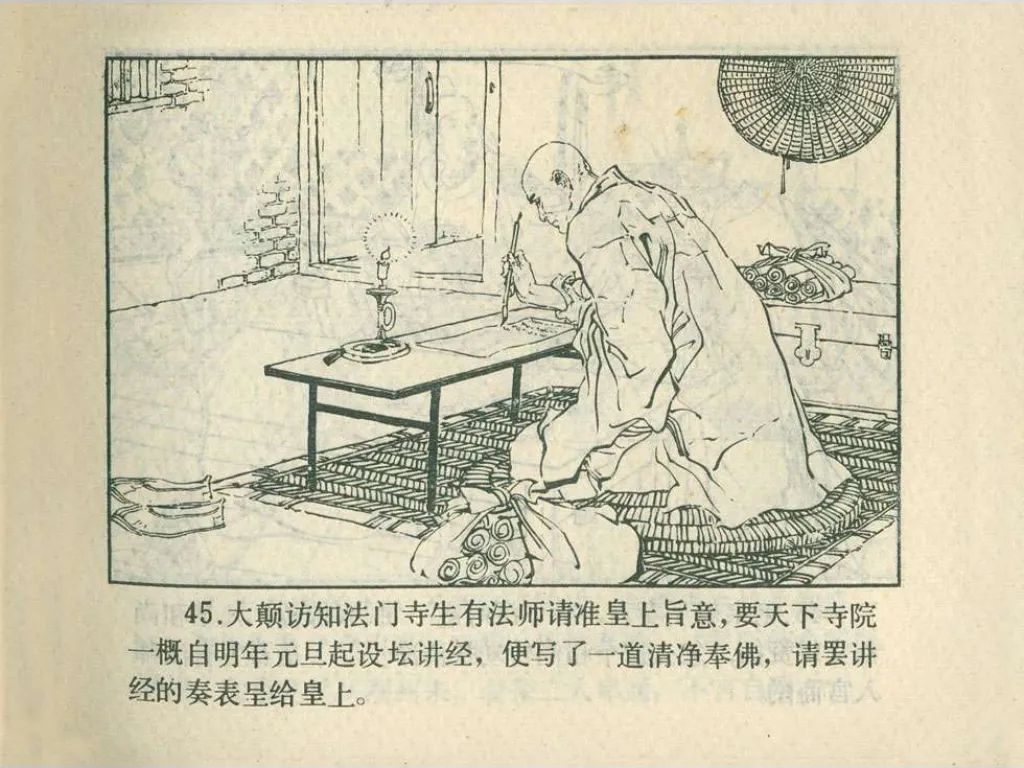 45.大颠访知法门寺生有法师请准皇上旨意，要天下寺院
一概自明年元旦起设坛讲经，便写了一道清净奉佛，请罢讲
经的奏表呈给皇上。